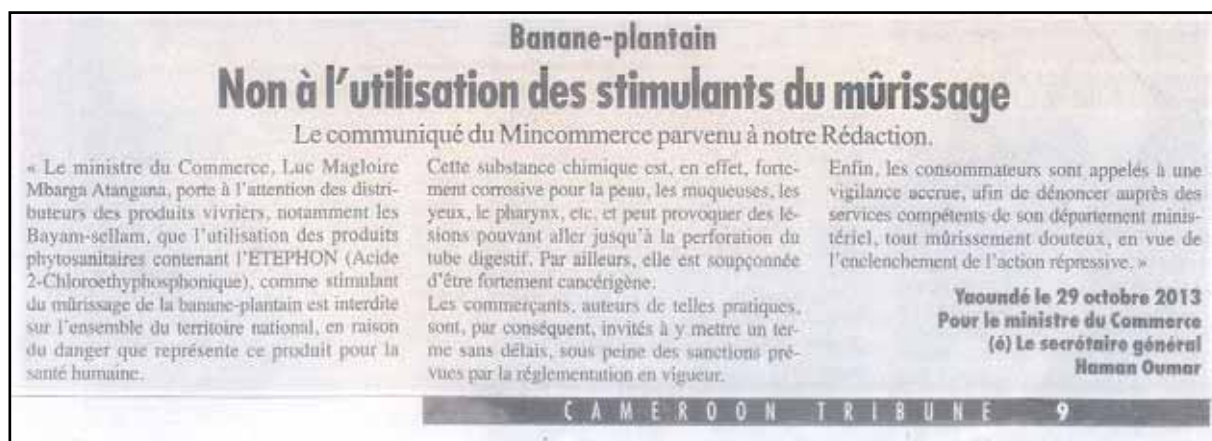 Banane-plantain
Non à l'utilisation des stimulants du mûrissage
Le communiqué du Mincommerce parvenu à notre Rédaction.
« Le ministre du Commerce, Luc Magloire
Mbarga Atangana, porte à l'attention des distri-
buteurs des produits vivriers, notamment les
Bayam-sellam, que l'utilisation des produits
phytosanitaires contenant l'ETEPHON (Acide
2-Chloroethyphosphonique), comme stimulant
du mûrissage de la banane-plantain est interdite
sur l'ensemble du territoire national, en raison
du danger que représente ce produit pour la
santé humaine.
Cette substance chimique est, en effet, forte-
ment corrosive pour la peau, les muqueuses, les
yeux, le pharynx, etc. et peut provoquer des lé-
sions pouvant aller jusqu'à la perforation du
tube digestif. Par ailleurs, elle est soupçonnée
d'être fortement cancérigène.
Les commerçants, auteurs de telles pratiques,
sont, par conséquent, invités à y mettre un ter-
me sans délais, sous peine des sanctions pré-
vues par la réglementation en vigueur.
Enfin, les consommateurs sont appelés à une
vigilance accrue, afin de dénoncer auprès des
services compétents de son département minis-
tériel, tout mûrissement douteux, en vue de
l'enclenchement de l'action répressive. »
Yaoundé le 29 octobre 2013
Pour le ministre du Commerce
(é) Le secrétaire général
Haman Oumar
CAMEROON TRIBUNE 9